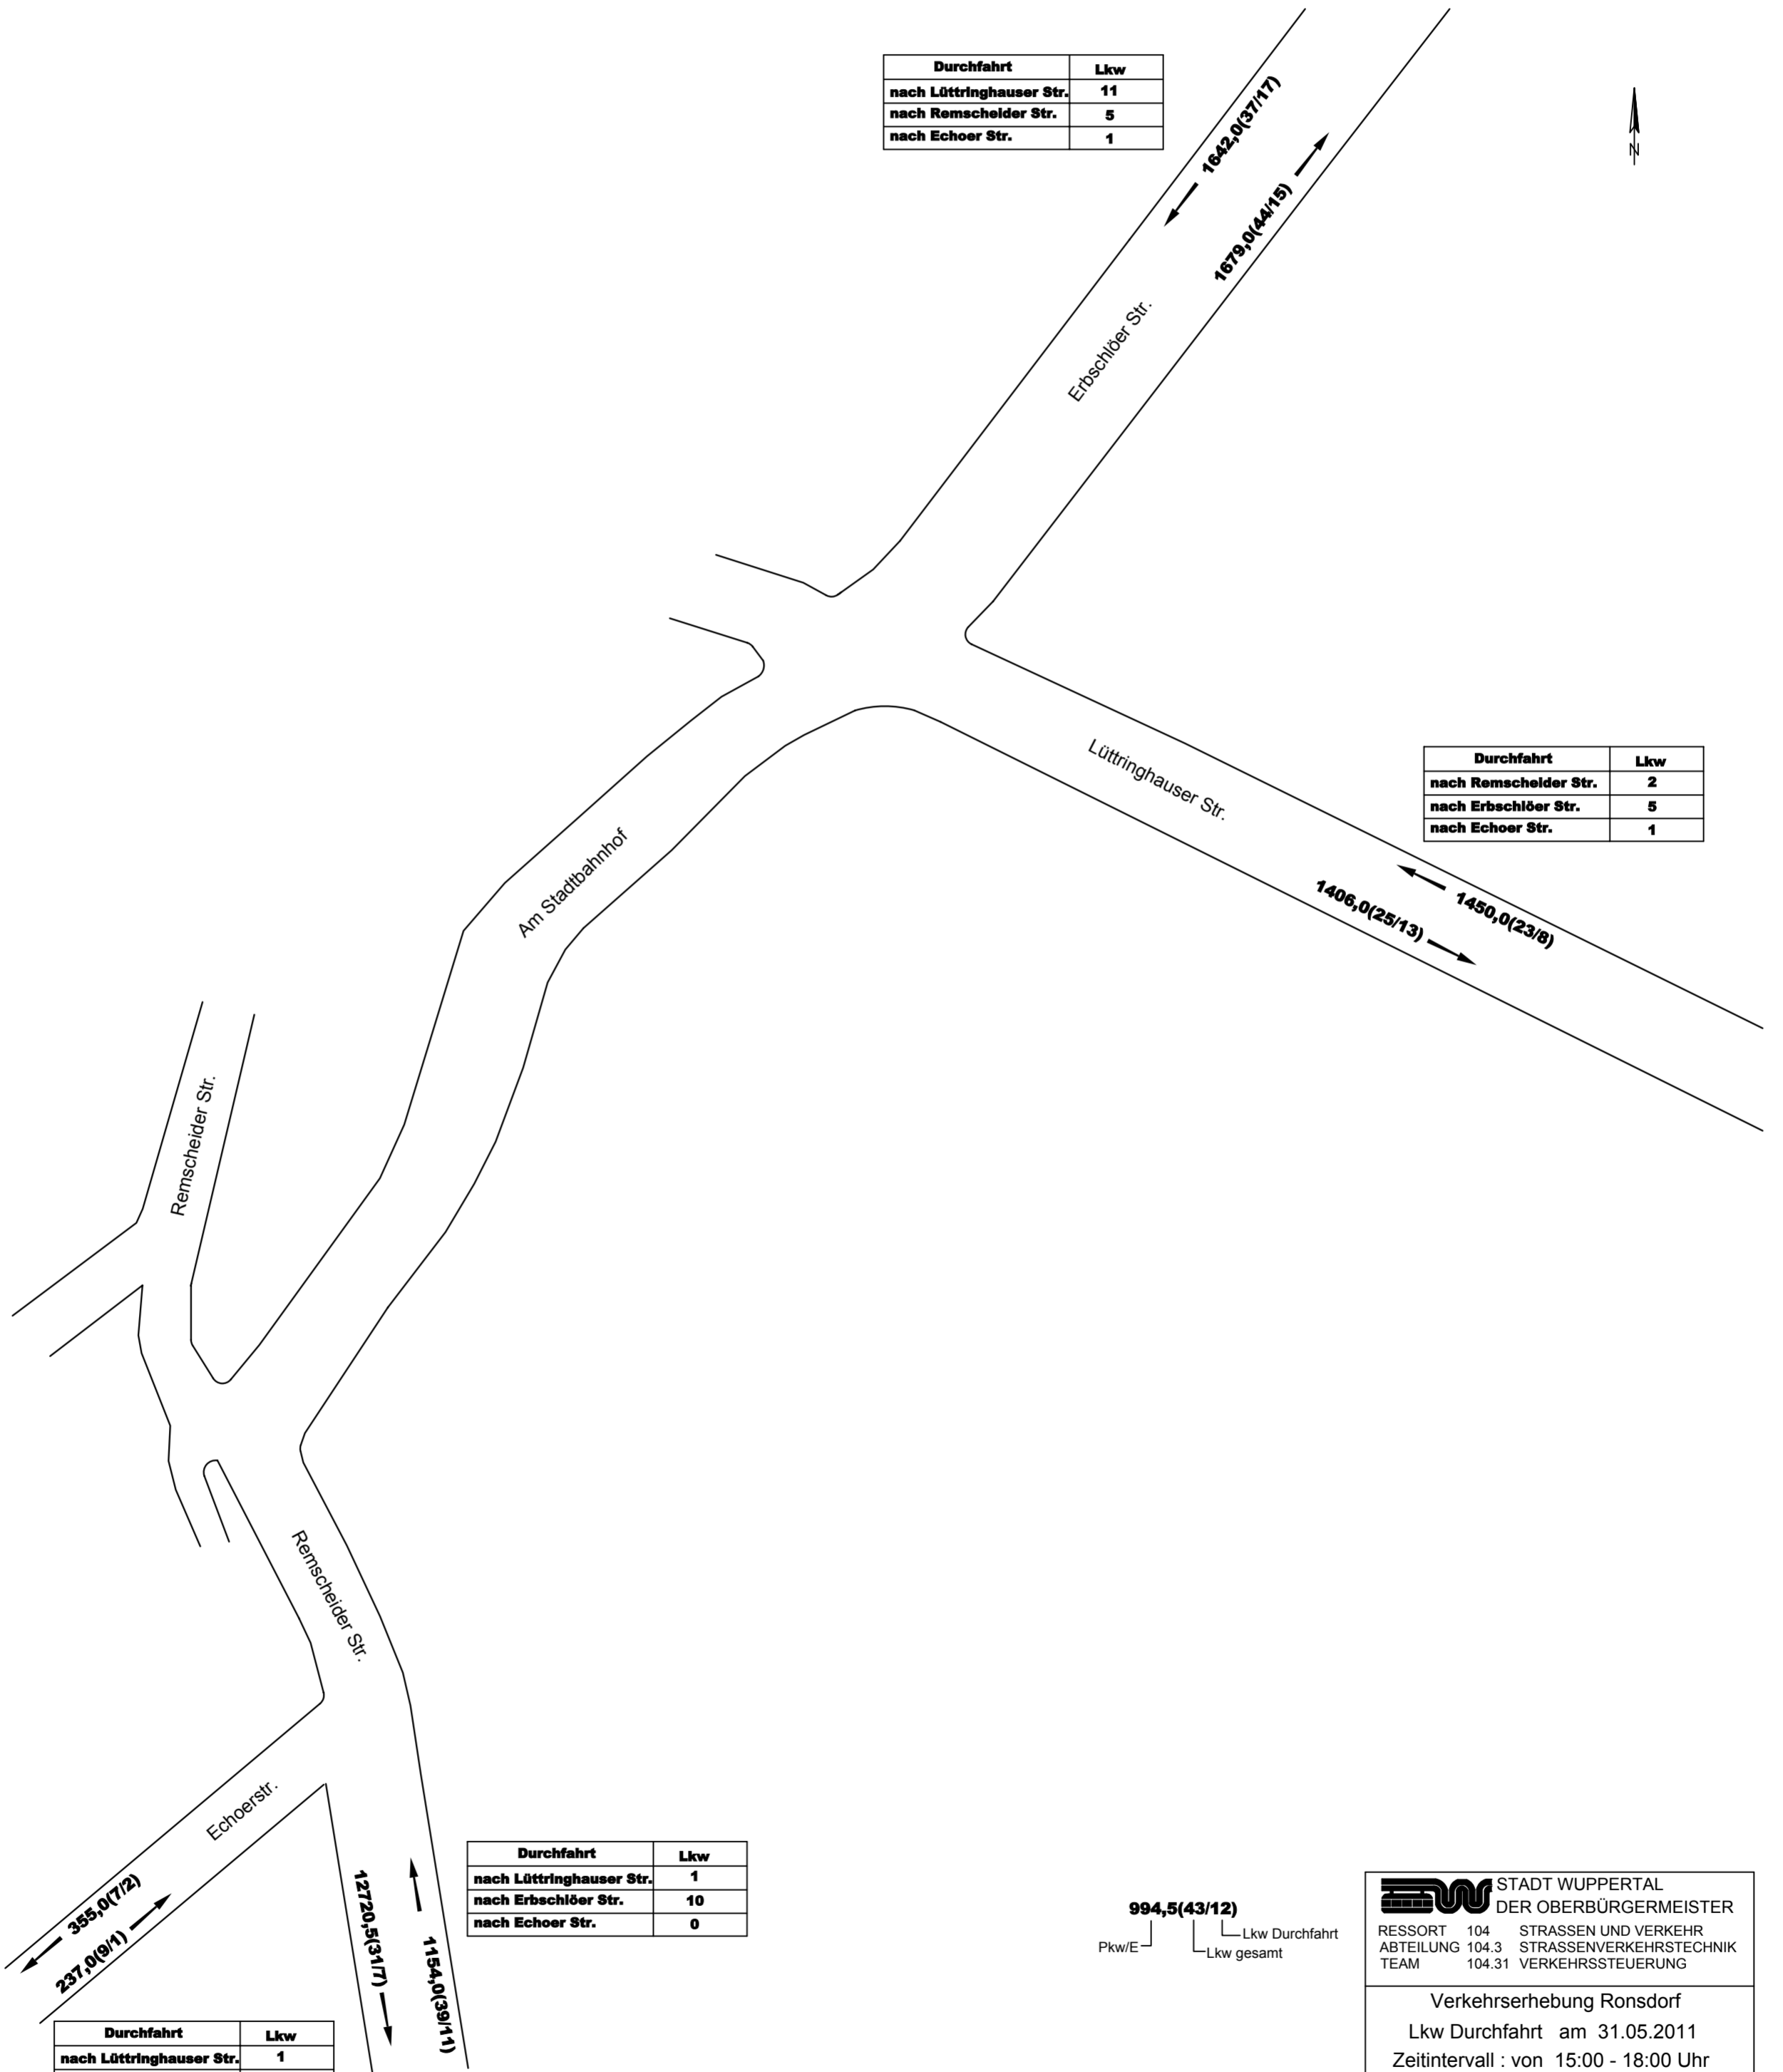 Durchfahrt Lkw
nach Lüttringhauser Str. 11
nach Remscheider Str. 5
nach Echoer Str. 1
1642,0(37/17)
1679,0(44/15)
N
Erbschlöer Str.
Lüttringhauser Str.
Durchfahrt Lkw
nach Remscheider Str. 2
nach Erbschlöer Str. 5
nach Echoer Str. 1
1406,0(25/13)
1450,0(23/8)
Am Stadtbahnhof
Remscheider Str.
Remscheider Str.
Echoerstr.
355,0(7/2)
237,0(9/1)
12720,5(31/7)
1154,0(39/11)
Durchfahrt Lkw
nach Lüttringhauser Str. 1
nach Erbschlöer Str. 10
nach Echoer Str. 0
Durchfahrt Lkw
nach Lüttringhauser Str. 1
994,5(43/12)
Lkw Durchfahrt
Pkw/E
Lkw gesamt
STADT WUPPERTAL
DER OBERBÜRGERMEISTER
RESSORT 104 STRASSEN UND VERKEHR
ABTEILUNG 104.3 STRASSENVERKEHRSTECHNIK
TEAM 104.31 VERKEHRSSTEUERUNG
Verkehrserhebung Ronsdorf
Lkw Durchfahrt am 31.05.2011
Zeitintervall : von 15:00 - 18:00 Uhr